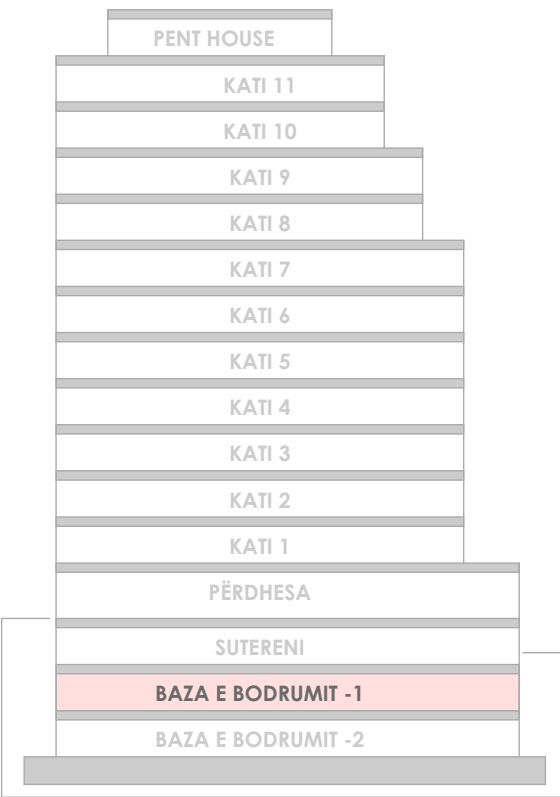 PENT HOUSE
KATI 11
KATI 10
KATI 9
KATI 8
KATI 7
KATI 6
KATI 5
KATI 4
KATI 3
KATI 2
KATI 1
PËRDHESA
SUTERENI
BAZA E BODRUMIT -1
BAZA E BODRUMIT -2